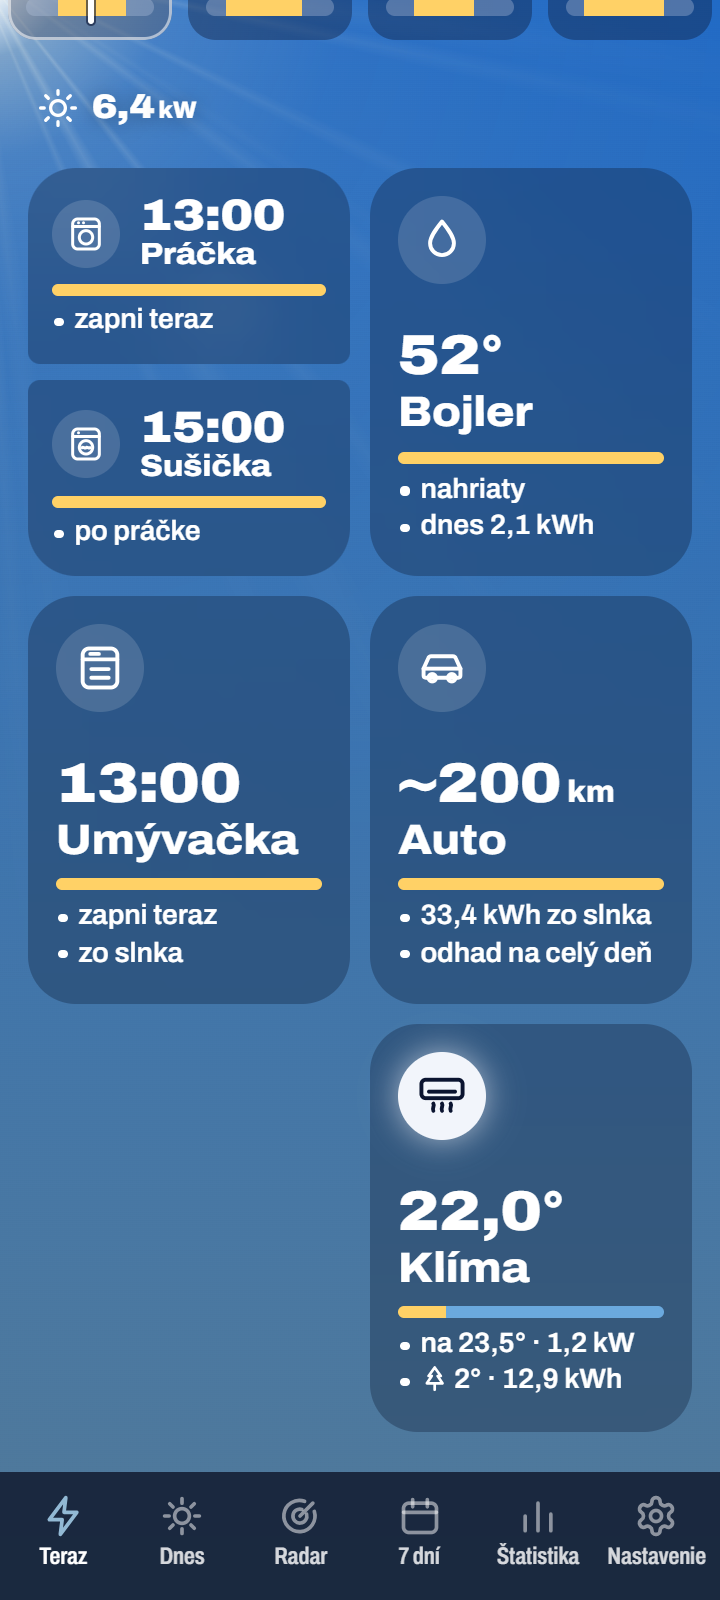 6,4 kW
13:00
Práčka
• zapni teraz
15:00
Sušička
• po práčke
52°
Bojler
• nahriaty
• dnes 2,1 kWh
13:00
Umývačka
• zapni teraz
• zo slnka
~200 km
Auto
• 33,4 kWh zo slnka
• odhad na celý deň
22,0°
Klíma
• na 23,5° · 1,2 kW
• 2° · 12,9 kWh
Teraz
Dnes
Radar
7 dní
Štatistika
Nastavenie